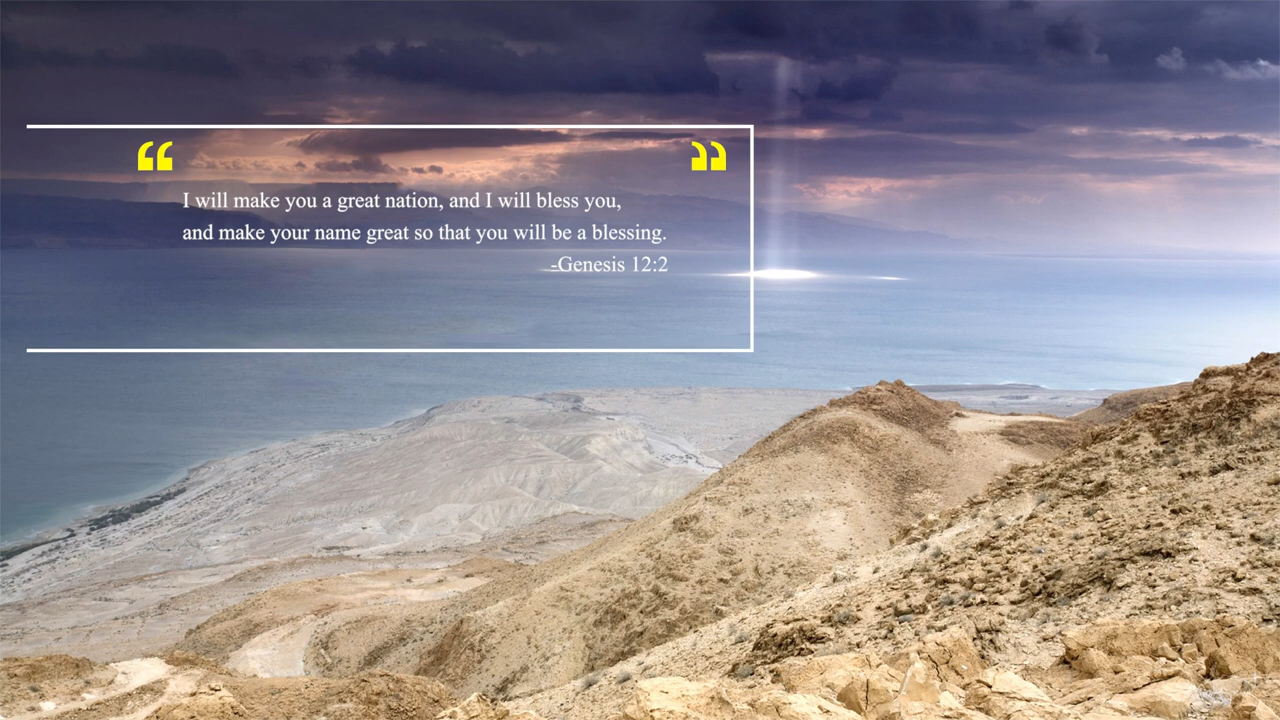 “ ”
I will make you a great nation, and I will bless you,
and make your name great so that you will be a blessing.
-Genesis 12:2